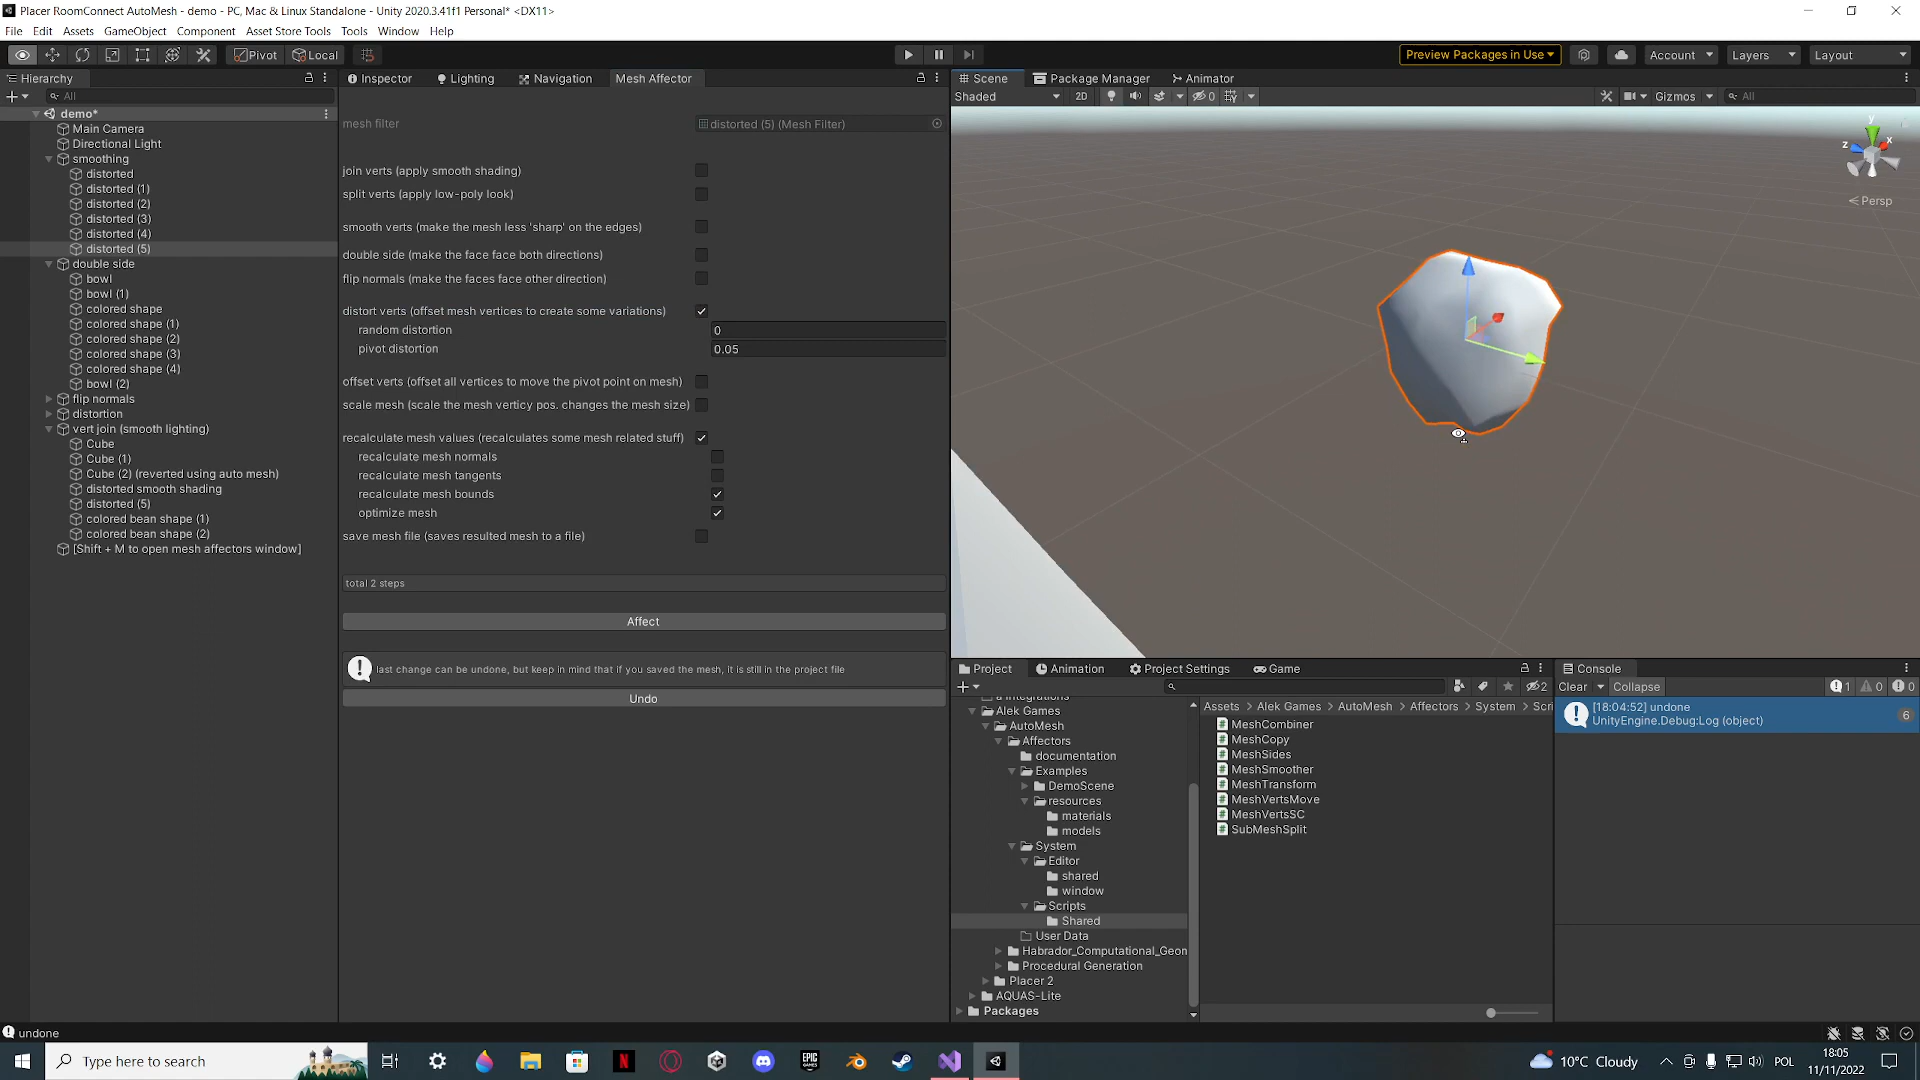 Placer RoomConnect AutoMesh - demo - PC, Mac & Linux Standalone - Unity 2020.3.41f1 Personal* <DX11>
File Edit Assets GameObject Component Asset Store Tools Tools Window Help
Pivot Local Preview Packages in Use Account Layers Layout
Hierarchy
All
demo*
Main Camera
Directional Light
smoothing
distorted
distorted (1)
distorted (2)
distorted (3)
distorted (4)
distorted (5)
double side
bowl
bowl (1)
colored shape
colored shape (1)
colored shape (2)
colored shape (3)
colored shape (4)
bowl (2)
flip normals
distortion
vert join (smooth lighting)
Cube
Cube (1)
Cube (2) (reverted using auto mesh)
distorted smooth shading
distorted (5)
colored bean shape (1)
colored bean shape (2)
[Shift + M to open mesh affectors window]
Inspector Lighting Navigation Mesh Affector
mesh filter distorted (5) (Mesh Filter)
join verts (apply smooth shading)
split verts (apply low-poly look)
smooth verts (make the mesh less 'sharp' on the edges)
double side (make the face face both directions)
flip normals (make the faces face other direction)
distort verts (offset mesh vertices to create some variations)
random distortion 0
pivot distortion 0.05
offset verts (offset all vertices to move the pivot point on mesh)
scale mesh (scale the mesh verticy pos. changes the mesh size)
recalculate mesh values (recalculates some mesh related stuff)
recalculate mesh normals
recalculate mesh tangents
recalculate mesh bounds
optimize mesh
save mesh file (saves resulted mesh to a file)
total 2 steps
Affect
last change can be undone, but keep in mind that if you saved the mesh, it is still in the project file
Undo
Scene Package Manager Animator
Shaded 2D 0 Gizmos All
y
z x
Persp
Project Animation Project Settings Game
2
Alek Games
AutoMesh
Affectors
documentation
Examples
DemoScene
resources
materials
models
System
Editor
shared
window
Scripts
Shared
User Data
Habrador_Computational_Geon
Procedural Generation
Placer 2
AQUAS-Lite
Packages
Assets > Alek Games > AutoMesh > Affectors > System > Scri
MeshCombiner
MeshCopy
MeshSides
MeshSmoother
MeshTransform
MeshVertsMove
MeshVertsSC
SubMeshSplit
Console
Clear Collapse 1 0 0
[18:04:52] undone
UnityEngine.Debug:Log (object) 6
undone
Type here to search
EPIC GAMES
10°C Cloudy POL
18:05
11/11/2022